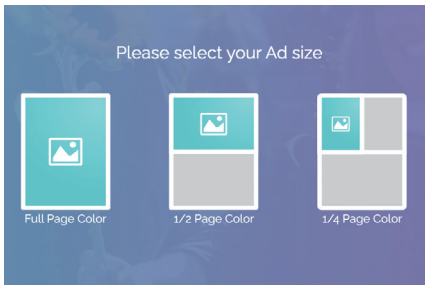 Please select your Ad size
Full Page Color
1/2 Page Color
1/4 Page Color